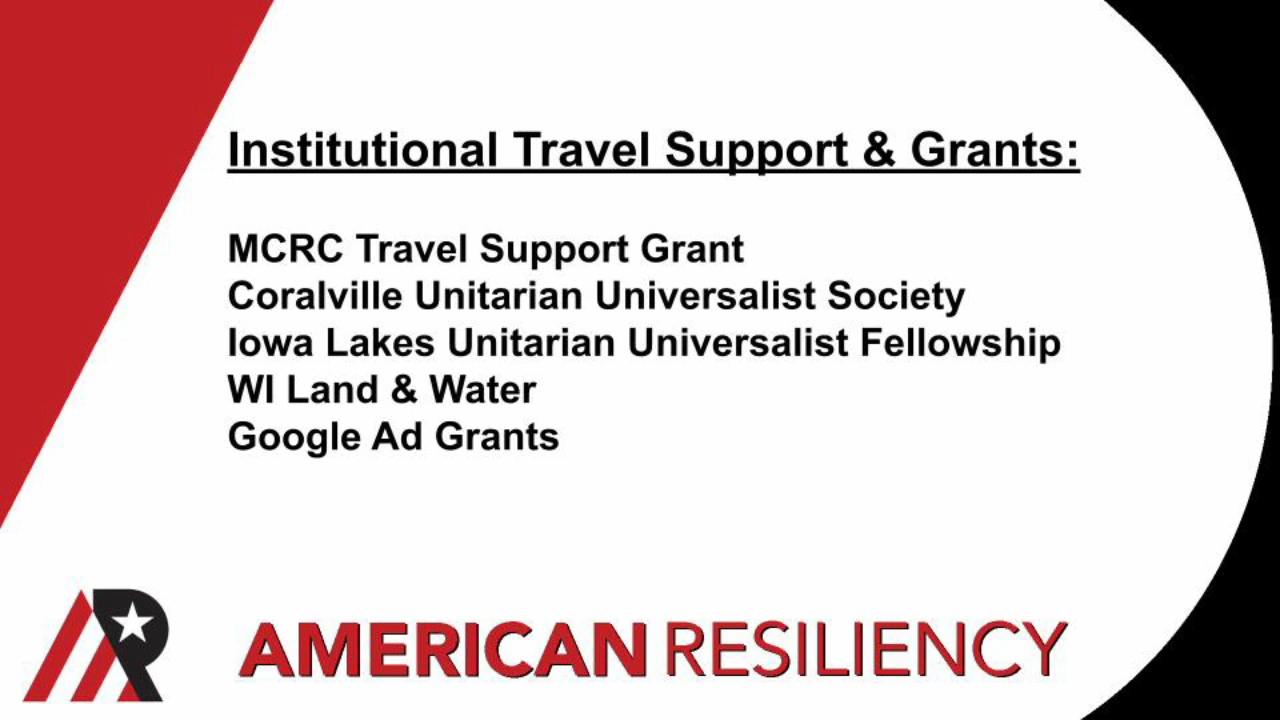 Institutional Travel Support & Grants:
MCRC Travel Support Grant
Coralville Unitarian Universalist Society
Iowa Lakes Unitarian Universalist Fellowship
WI Land & Water
Google Ad Grants
AR
AMERICAN RESILIENCY